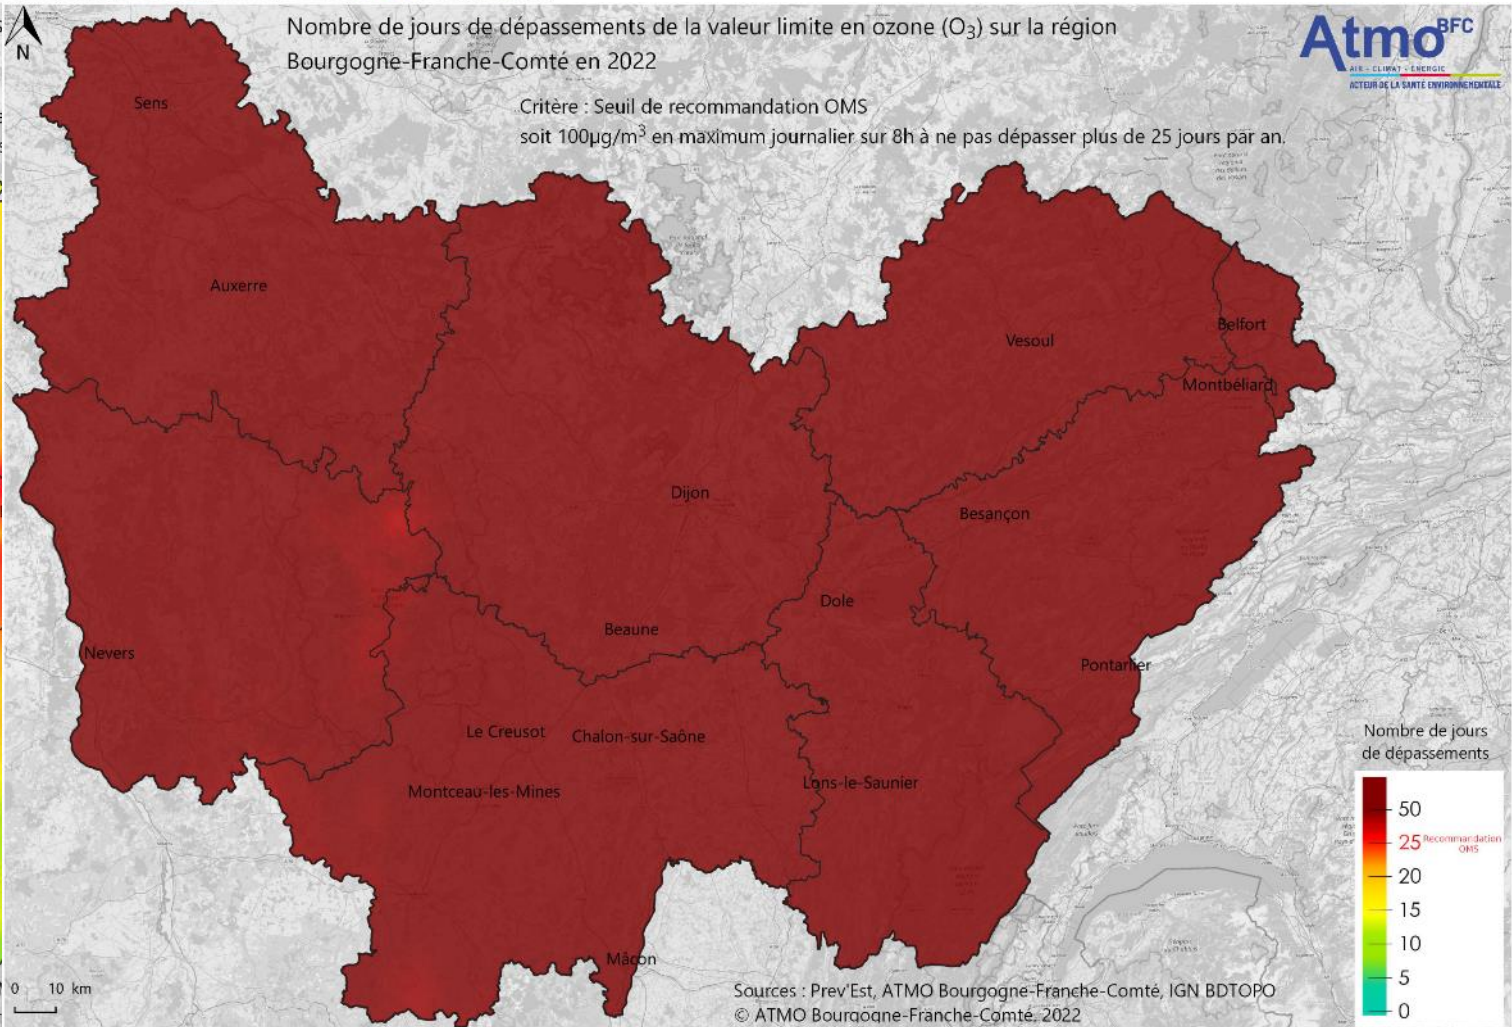 Nombre de jours de dépassements de la valeur limite en ozone (O₃) sur la région
Bourgogne-Franche-Comté en 2022
Critère : Seuil de recommandation OMS
soit 100µg/m³ en maximum journalier sur 8h à ne pas dépasser plus de 25 jours par an.
Atmo BFC
AIR - CLIMAT - ÉNERGIE
ACTEUR DE LA SANTÉ ENVIRONNEMENTALE
N
Sens
Auxerre
Vesoul
Belfort
Montbéliard
Dijon
Besançon
Dole
Beaune
Nevers
Pontarlier
Le Creusot
Chalon-sur-Saône
Montceau-les-Mines
Lons-le-Saunier
Mâcon
Nombre de jours
de dépassements
50
25 Recommandation
OMS
20
15
10
5
0
0 10 km
Sources : Prev'Est, ATMO Bourgogne-Franche-Comté, IGN BDTOPO
© ATMO Bourgogne-Franche-Comté, 2022